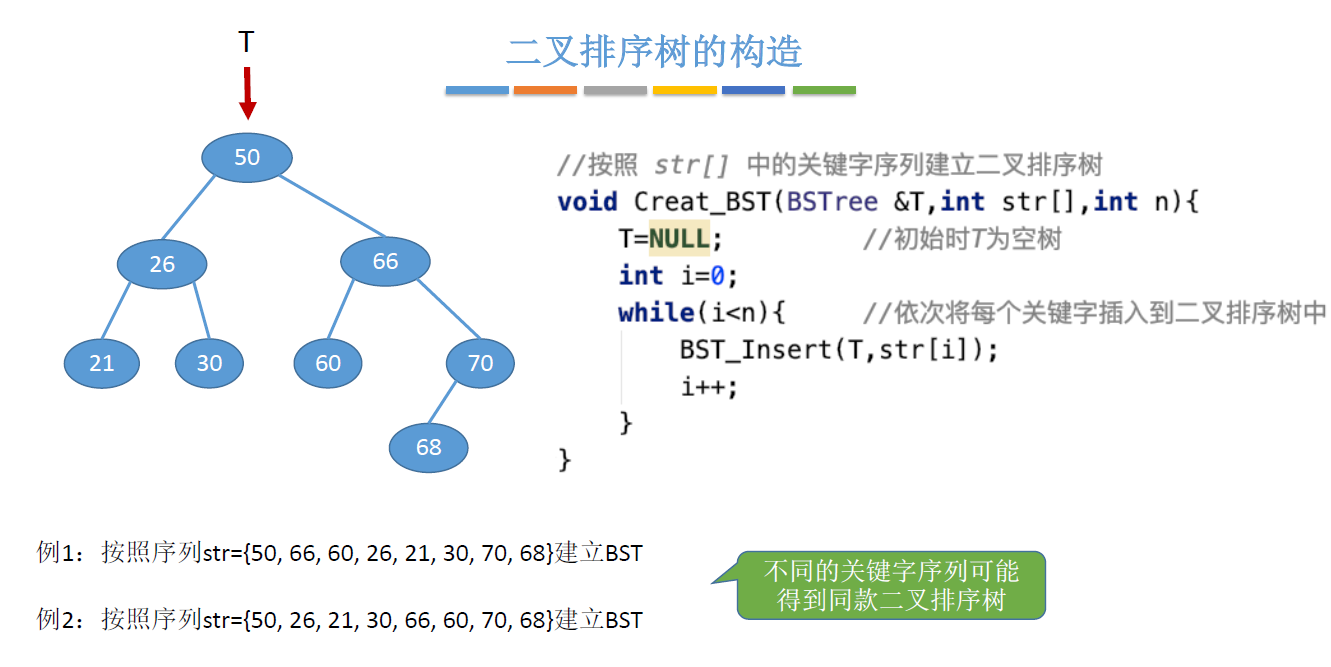 T
二叉排序树的构造
50
26
66
21
30
60
70
68
//按照 str[] 中的关键字序列建立二叉排序树
void Creat_BST(BSTree &T,int str[],int n){
T=NULL; //初始时T为空树
int i=0;
while(i<n){ //依次将每个关键字插入到二叉排序树中
BST_Insert(T,str[i]);
i++;
}
}
例1：按照序列str={50, 66, 60, 26, 21, 30, 70, 68}建立BST
例2：按照序列str={50, 26, 21, 30, 66, 60, 70, 68}建立BST
不同的关键字序列可能
得到同款二叉排序树